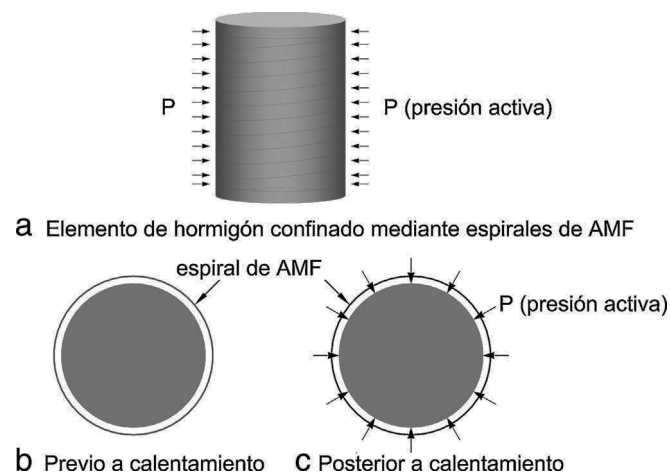 P
P (presión activa)
a Elemento de hormigón confinado mediante espirales de AMF
espiral de AMF
P (presión activa)
b Previo a calentamiento
c Posterior a calentamiento